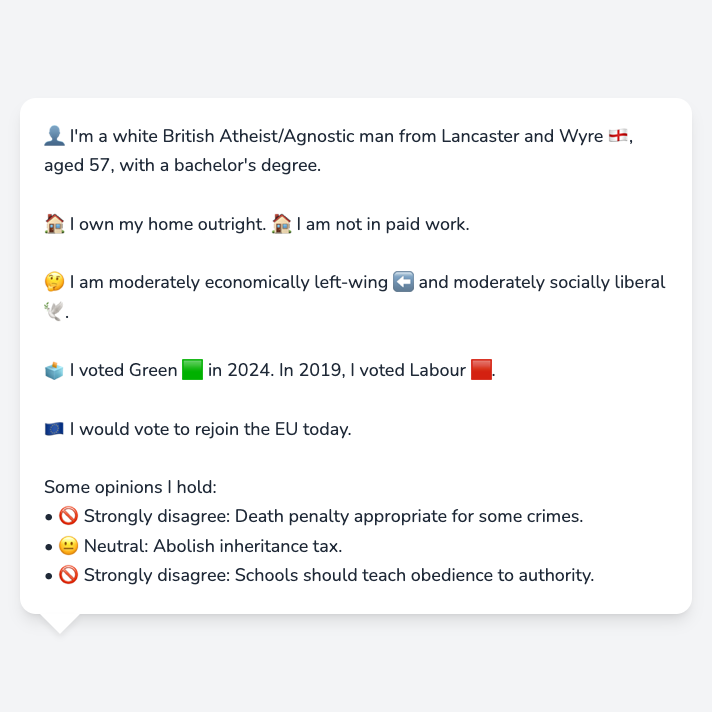 👤 I'm a white British Atheist/Agnostic man from Lancaster and Wyre 🏴󠁧󠁢󠁥󠁮󠁧󠁿,
aged 57, with a bachelor's degree.
🏠 I own my home outright. 🏠 I am not in paid work.
🤔 I am moderately economically left-wing ⬅️ and moderately socially liberal
🕊️.
🗳️ I voted Green 🟩 in 2024. In 2019, I voted Labour 🟥.
🇪🇺 I would vote to rejoin the EU today.
Some opinions I hold:
• 🚫 Strongly disagree: Death penalty appropriate for some crimes.
• 😐 Neutral: Abolish inheritance tax.
• 🚫 Strongly disagree: Schools should teach obedience to authority.